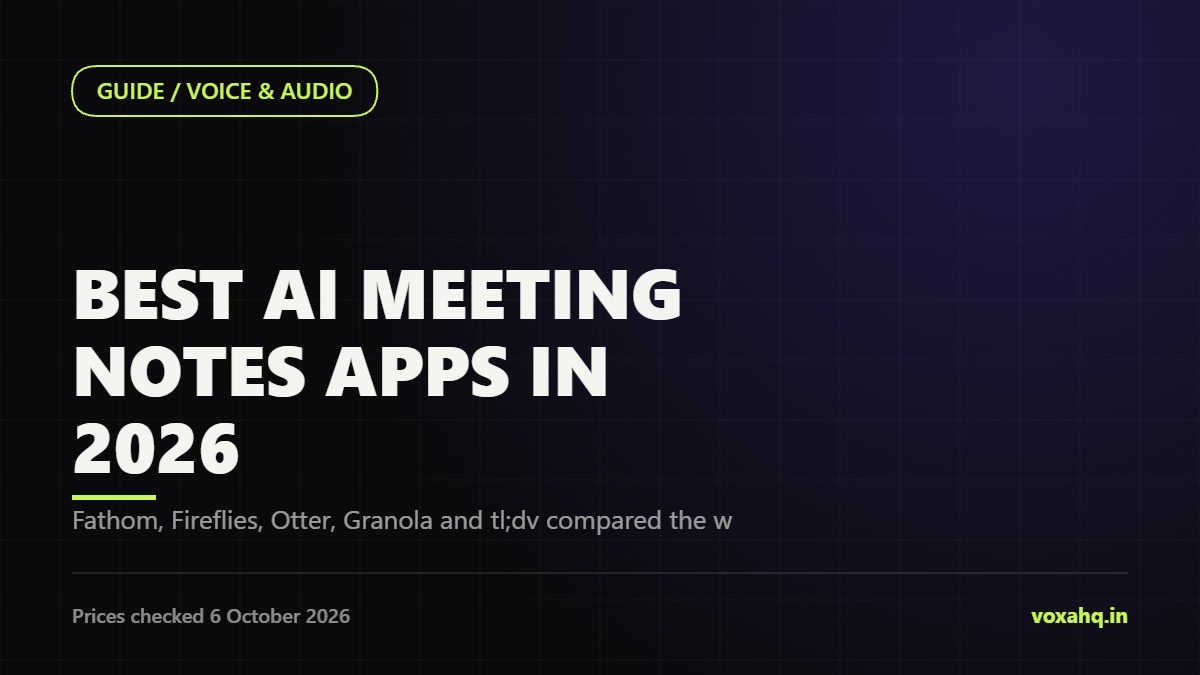 GUIDE / VOICE & AUDIO
BEST AI MEETING
NOTES APPS IN
2026
Fathom, Fireflies, Otter, Granola and tl;dv compared the w
Prices checked 6 October 2026
voxahq.in